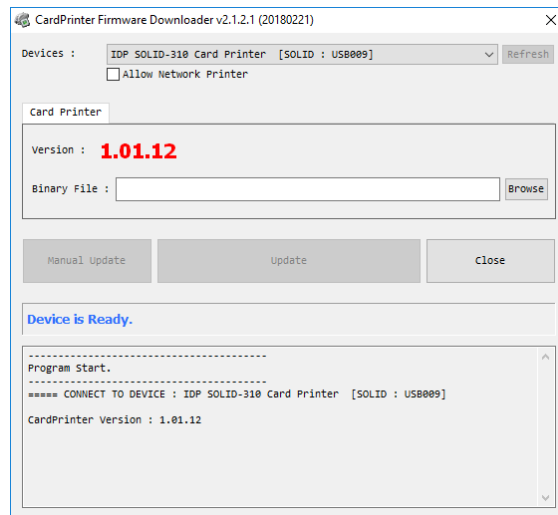 CardPrinter Firmware Downloader v2.1.2.1 (20180221)
Devices : IDP SOLID-310 Card Printer [SOLID : USB009] Refresh
Allow Network Printer
Card Printer
Version : 1.01.12
Binary File : Browse
Manual Update Update Close
Device is Ready.
----------------------------------------
Program Start.
----------------------------------------
===== CONNECT TO DEVICE : IDP SOLID-310 Card Printer [SOLID : USB009]
CardPrinter Version : 1.01.12